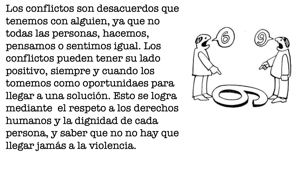 Los conflictos son desacuerdos que
tenemos con alguien, ya que no
todas las personas, hacemos,
pensamos o sentimos igual. Los
conflictos pueden tener su lado
positivo, siempre y cuando los
tomemos como oportunidaes para
llegar a una solución. Esto se logra
mediante el respeto a los derechos
humanos y la dignidad de cada
persona, y saber que no no hay que
llegar jamás a la violencia.
6
9
6